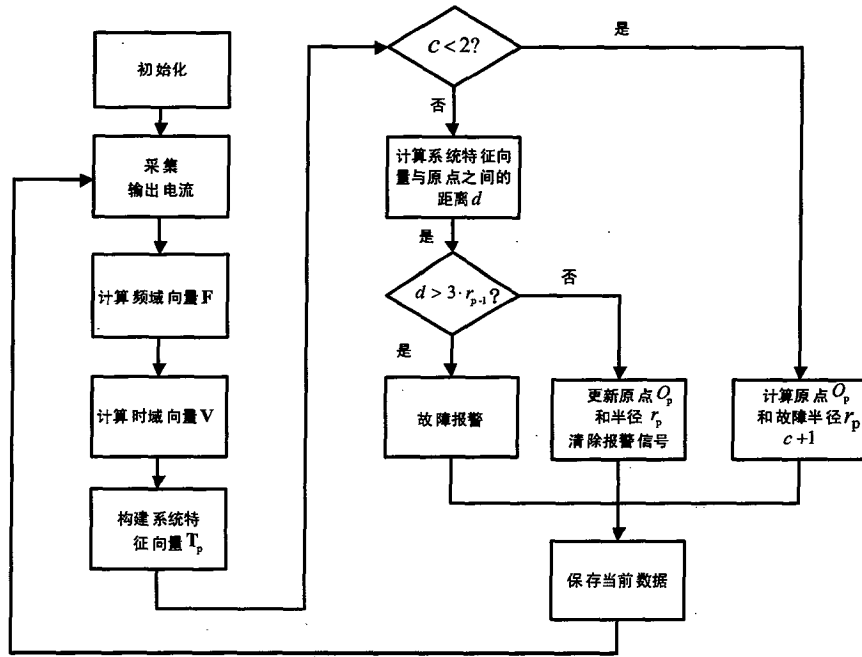 初始化
采集
输出电流
计算频域向量F
计算时域向量V
构建系统特
征向量Tp
c<2?
是
否
计算系统特征向
量与原点之间的
距离d
是
d>3·rp-1?
否
是
故障报警
更新原点Op
和半径rp
清除报警信号
计算原点Op
和故障半径rp
c+1
保存当前数据